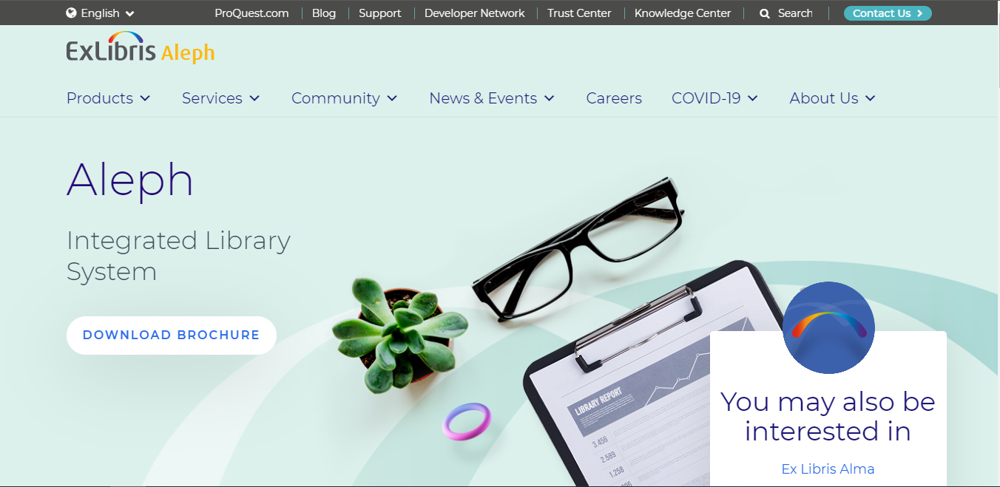 English
ProQuest.com
Blog
Support
Developer Network
Trust Center
Knowledge Center
Search
Contact Us
ExLibris Aleph
Products
Services
Community
News & Events
Careers
COVID-19
About Us
Aleph
Integrated Library
System
DOWNLOAD BROCHURE
LIBRARY REPORT
3.456
2.589
1.258
You may also be
interested in
Ex Libris Alma